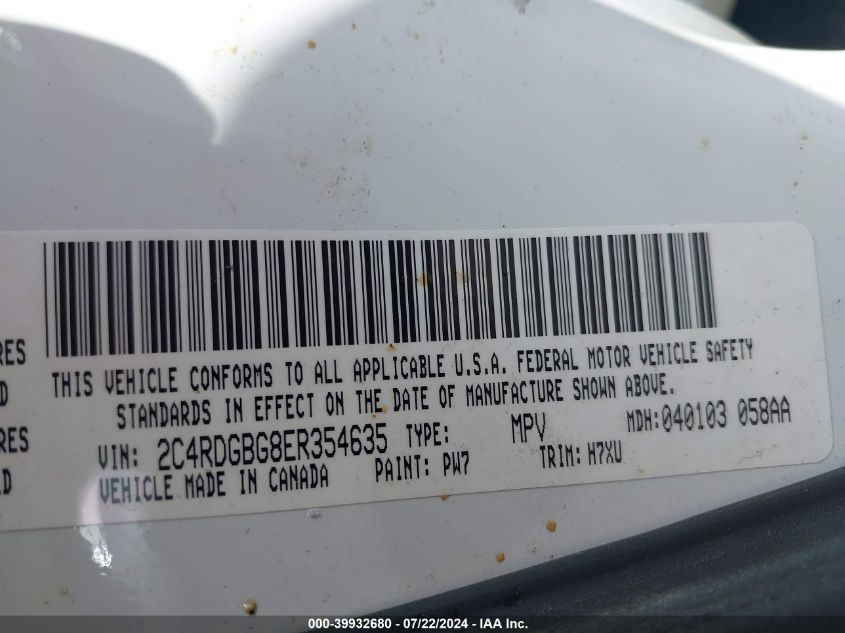 RES
THIS VEHICLE CONFORMS TO ALL APPLICABLE U.S.A. FEDERAL MOTOR VEHICLE SAFETY
D
STANDARDS IN EFFECT ON THE DATE OF MANUFACTURE SHOWN ABOVE.
RES
VIN: 2C4RDGBG8ER354635 TYPE: MPV MDH: 040103 058AA
D
VEHICLE MADE IN CANADA PAINT: PW7 TRIM: H7XU
000-39932680 - 07/22/2024 - IAA Inc.